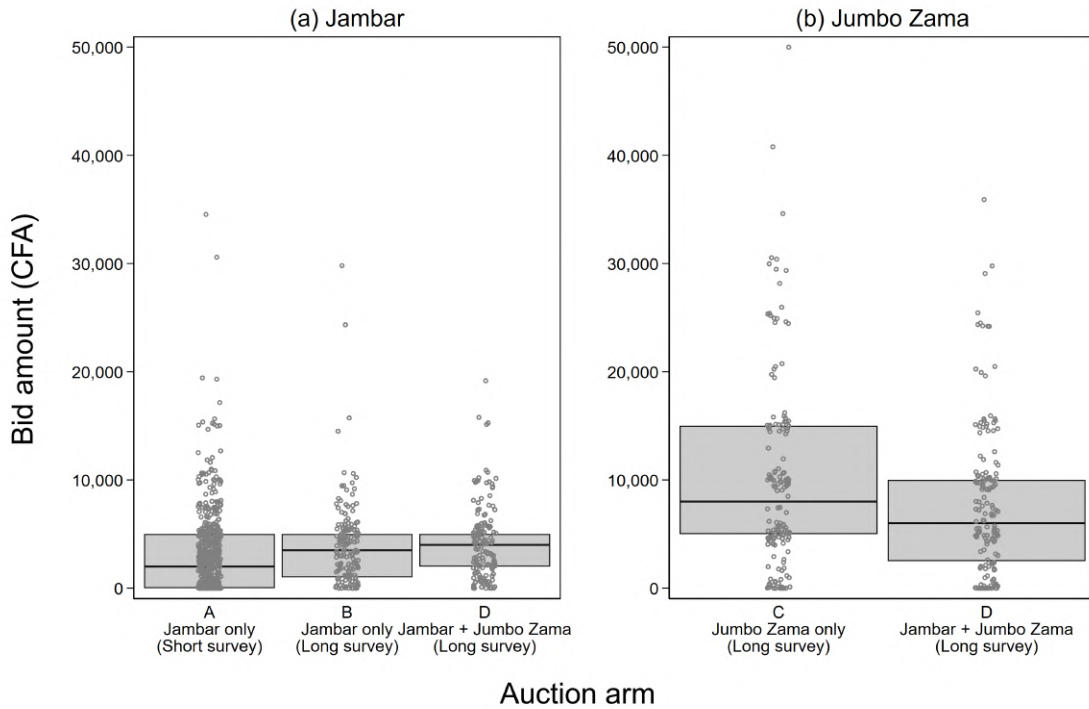 (a) Jambar
(b) Jumbo Zama
Bid amount (CFA)
50,000
40,000
30,000
20,000
10,000
0
50,000
40,000
30,000
20,000
10,000
0
A
Jambar only
(Short survey)
B
Jambar only
(Long survey)
D
Jambar + Jumbo Zama
(Long survey)
C
Jumbo Zama only
(Long survey)
D
Jambar + Jumbo Zama
(Long survey)
Auction arm